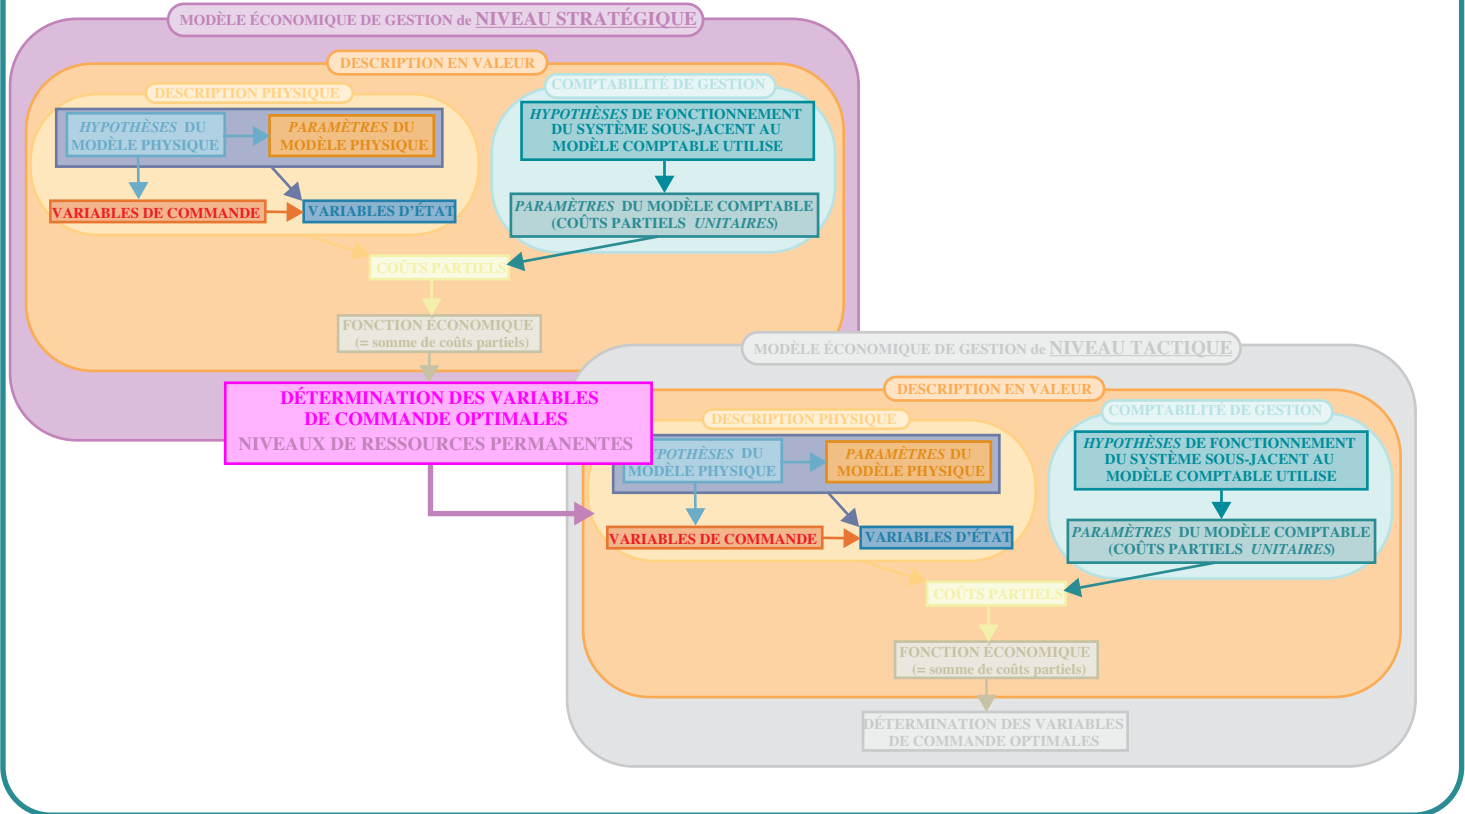 MODÈLE ÉCONOMIQUE DE GESTION de NIVEAU STRATÉGIQUE
DESCRIPTION EN VALEUR
DESCRIPTION PHYSIQUE
COMPTABILITÉ DE GESTION
HYPOTHÈSES DU
MODÈLE PHYSIQUE
PARAMÈTRES DU
MODÈLE PHYSIQUE
HYPOTHÈSES DE FONCTIONNEMENT
DU SYSTÈME SOUS-JACENT AU
MODÈLE COMPTABLE UTILISE
VARIABLES DE COMMANDE
VARIABLES D'ÉTAT
PARAMÈTRES DU MODÈLE COMPTABLE
(COÛTS PARTIELS UNITAIRES)
COÛTS PARTIELS
FONCTION ÉCONOMIQUE
(= somme de coûts partiels)
DÉTERMINATION DES VARIABLES
DE COMMANDE OPTIMALES
NIVEAUX DE RESSOURCES PERMANENTES
MODÈLE ÉCONOMIQUE DE GESTION de NIVEAU TACTIQUE
DESCRIPTION EN VALEUR
DESCRIPTION PHYSIQUE
COMPTABILITÉ DE GESTION
YPOTHÈSES DU
MODÈLE PHYSIQUE
PARAMÈTRES DU
MODÈLE PHYSIQUE
HYPOTHÈSES DE FONCTIONNEMENT
DU SYSTÈME SOUS-JACENT AU
MODÈLE COMPTABLE UTILISE
VARIABLES DE COMMANDE
VARIABLES D'ÉTAT
PARAMÈTRES DU MODÈLE COMPTABLE
(COÛTS PARTIELS UNITAIRES)
COÛTS PARTIELS
FONCTION ÉCONOMIQUE
(= somme de coûts partiels)
DÉTERMINATION DES VARIABLES
DE COMMANDE OPTIMALES